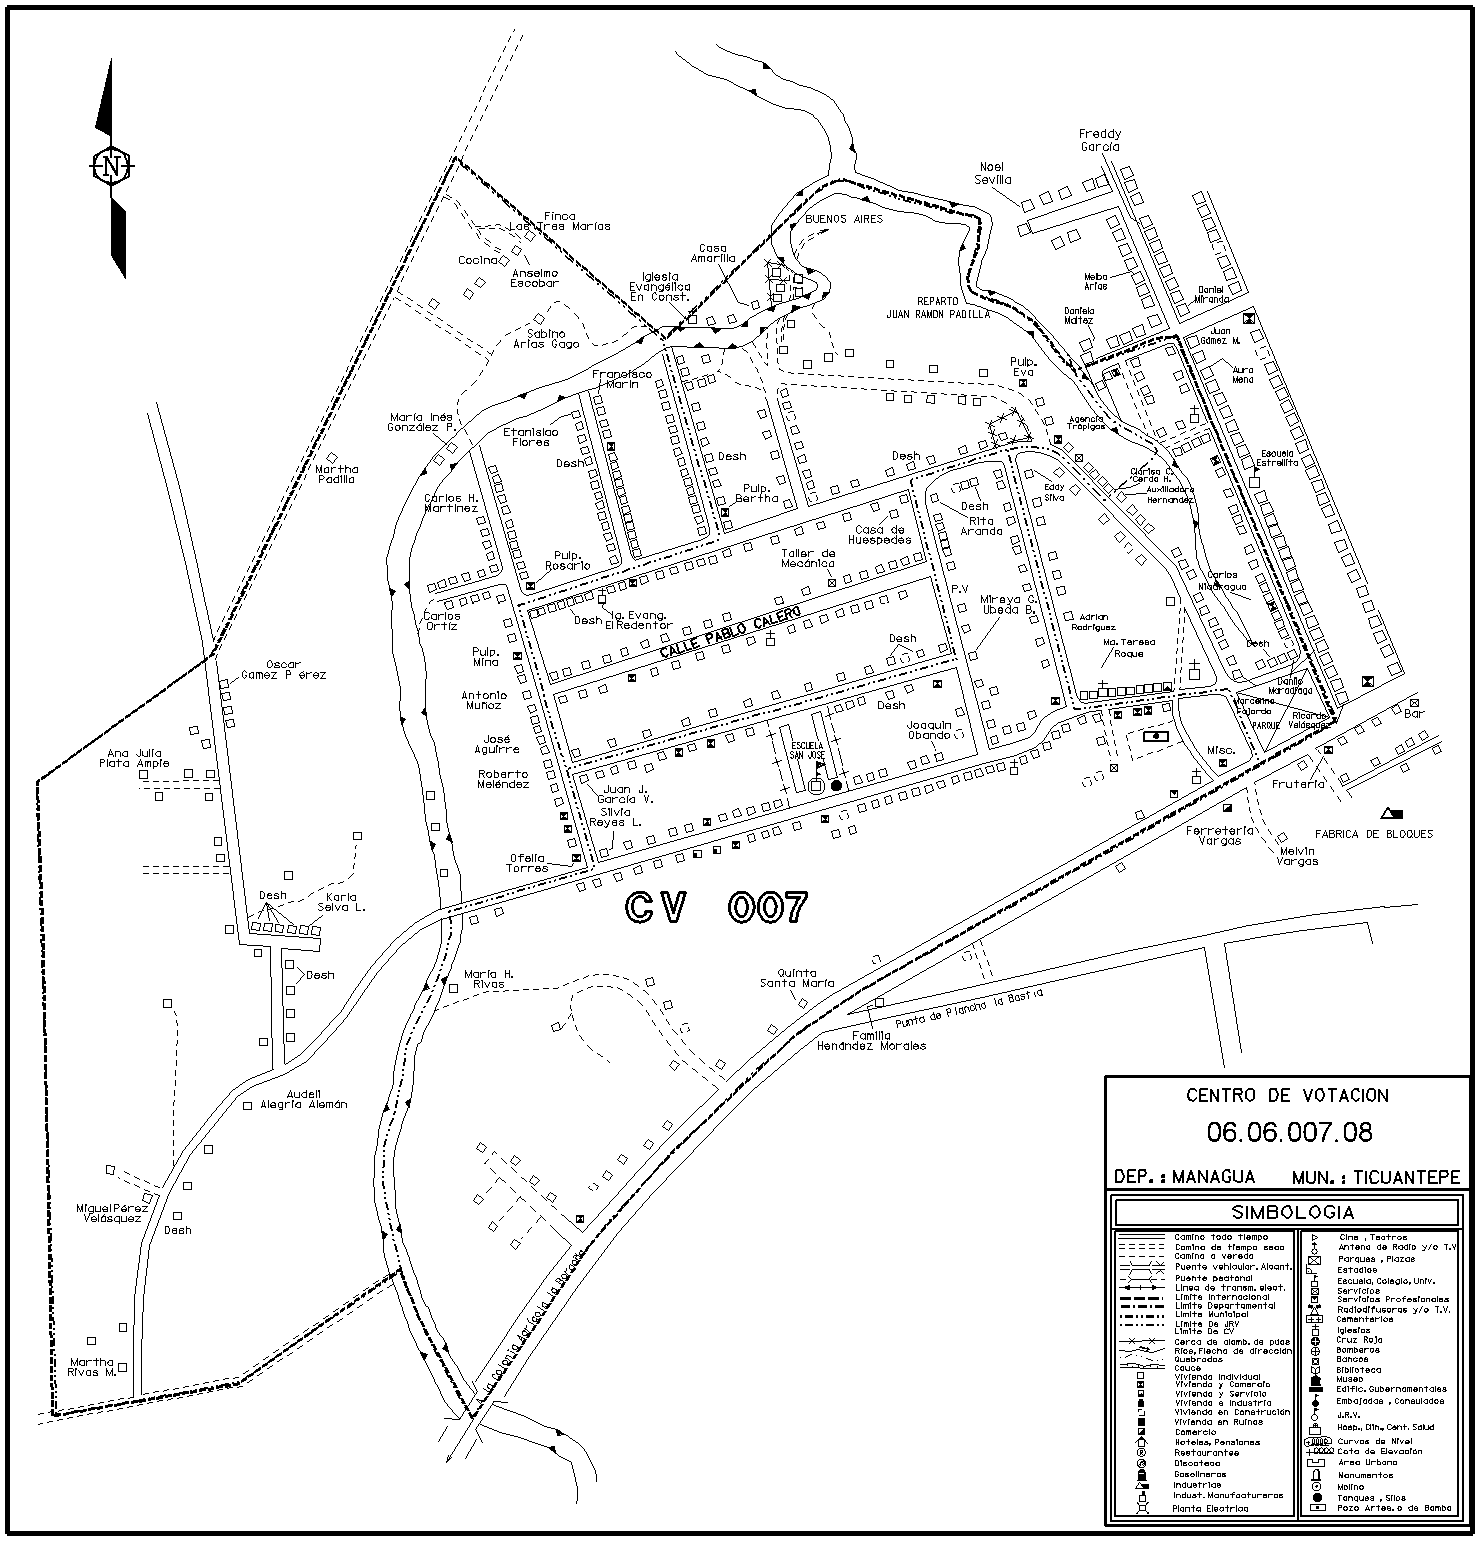 N
Freddy
García
Noel
Sevilla
Finca
Las Tres Marías
BUENOS AIRES
Casa
Amarilla
Cocina
Anselmo
Escobar
Iglesia
Evangélica
En Const.
Melba
Arias
Daniel
Miranda
REPARTO
JUAN RAMON PADILLA
Daniela
Maltez
Sabino
Arias Gago
Juan
Gámez M.
Pulp.
Eva
Aura
Mena
Francisco
Marin
María Inés
González P.
Etanislao
Flores
Agencia
Trópigas
Martha
Padilla
Desh
Desh
Desh
Escuela
Estrellita
Clarisa C.
Cerda H.
Pulp.
Bertha
Eddy
Silva
Auxiliadora
Hernandez
Carlos H.
Martínez
Desh
Rita
Aranda
Casa de
Huespedes
Pulp.
Rosario
Taller de
Mecánica
Carlos
Nicaragua
P.V
Mireya G.
Ubeda B.
Carlos
Ortíz
Desh
Ig. Evang.
El Redentor
CALLE PABLO CALERO
Adrian
Rodríguez
Ma. Teresa
Roque
Desh
Desh
Pulp.
Mina
Oscar
Gamez P érez
Danilo
Maradiaga
Antonio
Muñoz
Desh
Marcelino
Fajardo
Ricardo
Velásquez
PARQUE
Bar
José
Aguirre
Joaquin
Obando
ESCUELA
SAN JOSE
Misc.
Ana Julia
Plata Ampie
Roberto
Meléndez
Juan J.
García V.
Frutería
Silvia
Reyes L.
Ferretería
Vargas
FABRICA DE BLOQUES
Melvin
Vargas
Ofelia
Torres
Desh
Karla
Selva L.
CV 007
Desh
María H.
Rivas
Quinta
Santa María
Punta de Plancha la Bastia
Familia
Henández Morales
Audeli
Alegría Alemán
Miguel Pérez
Velásquez
Desh
A la Colonia Agrícola la Borgoña
Martha
Rivas M.
CENTRO DE VOTACION
06.06.007.08
DEP.: MANAGUA MUN.: TICUANTEPE
SIMBOLOGIA
Camino todo tiempo
Camino de tiempo seco
Camino o vereda
Puente vehicular. Alcant.
Puente peatonal
Linea de transm. elect.
Limite Internacional
Limite Departamental
Limite Municipal
Limite De JRV
Limite De CV
Cerca de alamb. de púas
Ríos, Flecha de dirección
Quebradas
Cauce
Vivienda Individual
Vivienda y Comercio
Vivienda y Servicio
Vivienda e Industria
Vivienda en Construcción
Vivienda en Ruinas
Comercio
Hoteles, Pensiones
Restaurantes
Discoteca
Gasolineras
Industrias
Indust. Manufactureras
Planta Electrica
Cine, Teatros
Antena de Radio y/o T.V
Parques, Plazas
Estadios
Escuela, Colegio, Univ.
Servicios
Servicios Profesionales
Radiodifusoras y/o T.V.
Cementerios
Iglesias
Cruz Roja
Bomberos
Bancos
Biblioteca
Museo
Edific. Gubernamentales
Embajadas, Consulados
J.R.V.
Hosp., Clin., Cent. Salud
Curvas de Nivel
Cota de Elevación
Area Urbana
Monumentos
Molino
Tanques, Silos
Pozo Artes. o de Bomba